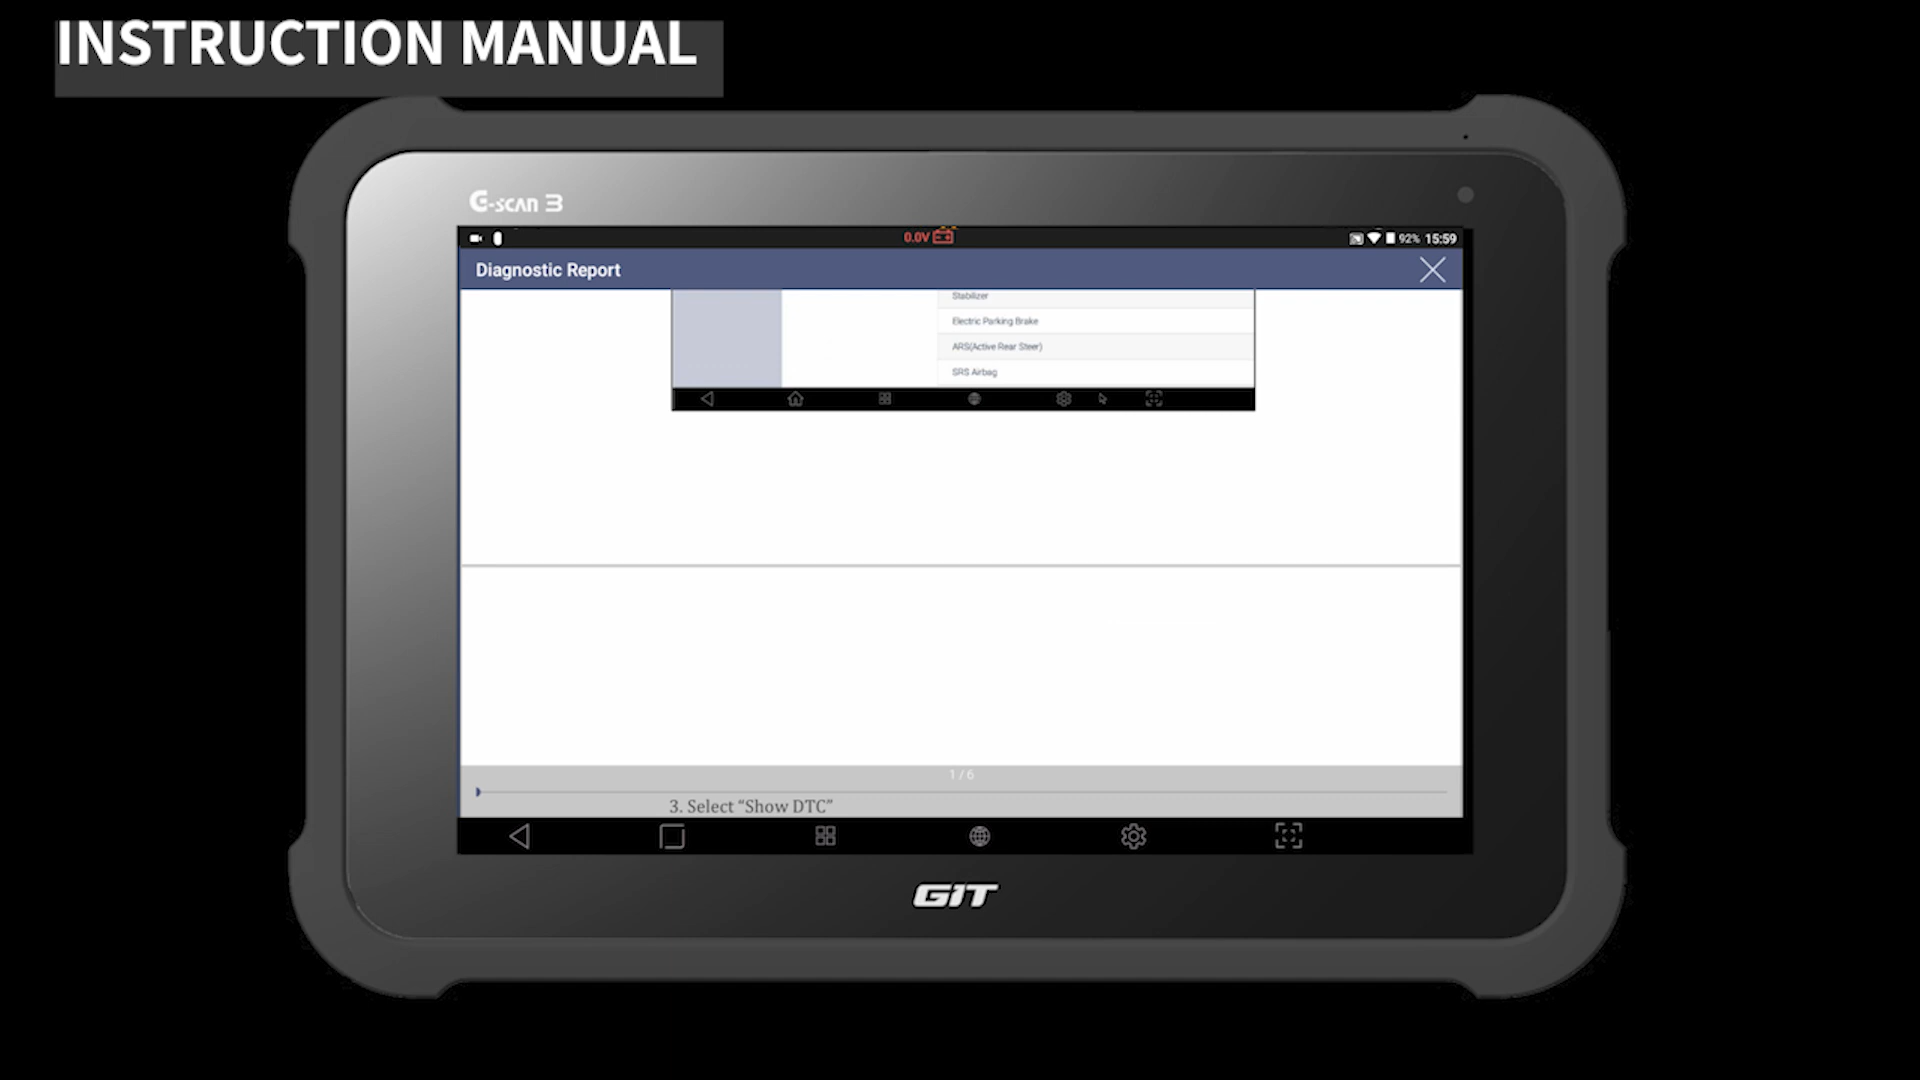 INSTRUCTION MANUAL
G-scan 3
0.0V
92% 15:59
Diagnostic Report
Stabilizer
Electric Parking Brake
ARS(Active Rear Steer)
SRS Airbag
1 / 6
3. Select “Show DTC”
GIT